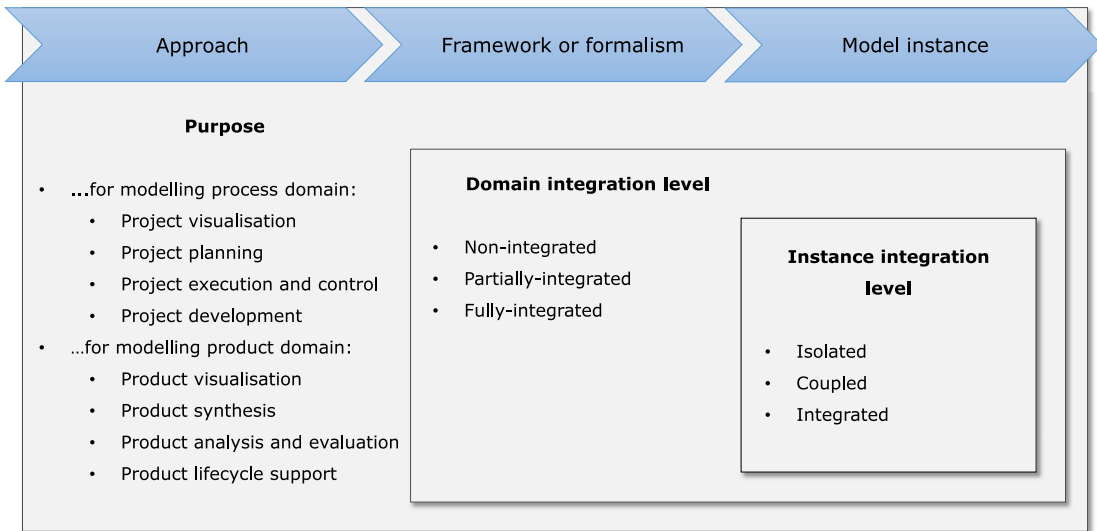 Approach
Framework or formalism
Model instance
Purpose
• ...for modelling process domain:
• Project visualisation
• Project planning
• Project execution and control
• Project development
• ...for modelling product domain:
• Product visualisation
• Product synthesis
• Product analysis and evaluation
• Product lifecycle support
Domain integration level
• Non-integrated
• Partially-integrated
• Fully-integrated
Instance integration
level
• Isolated
• Coupled
• Integrated